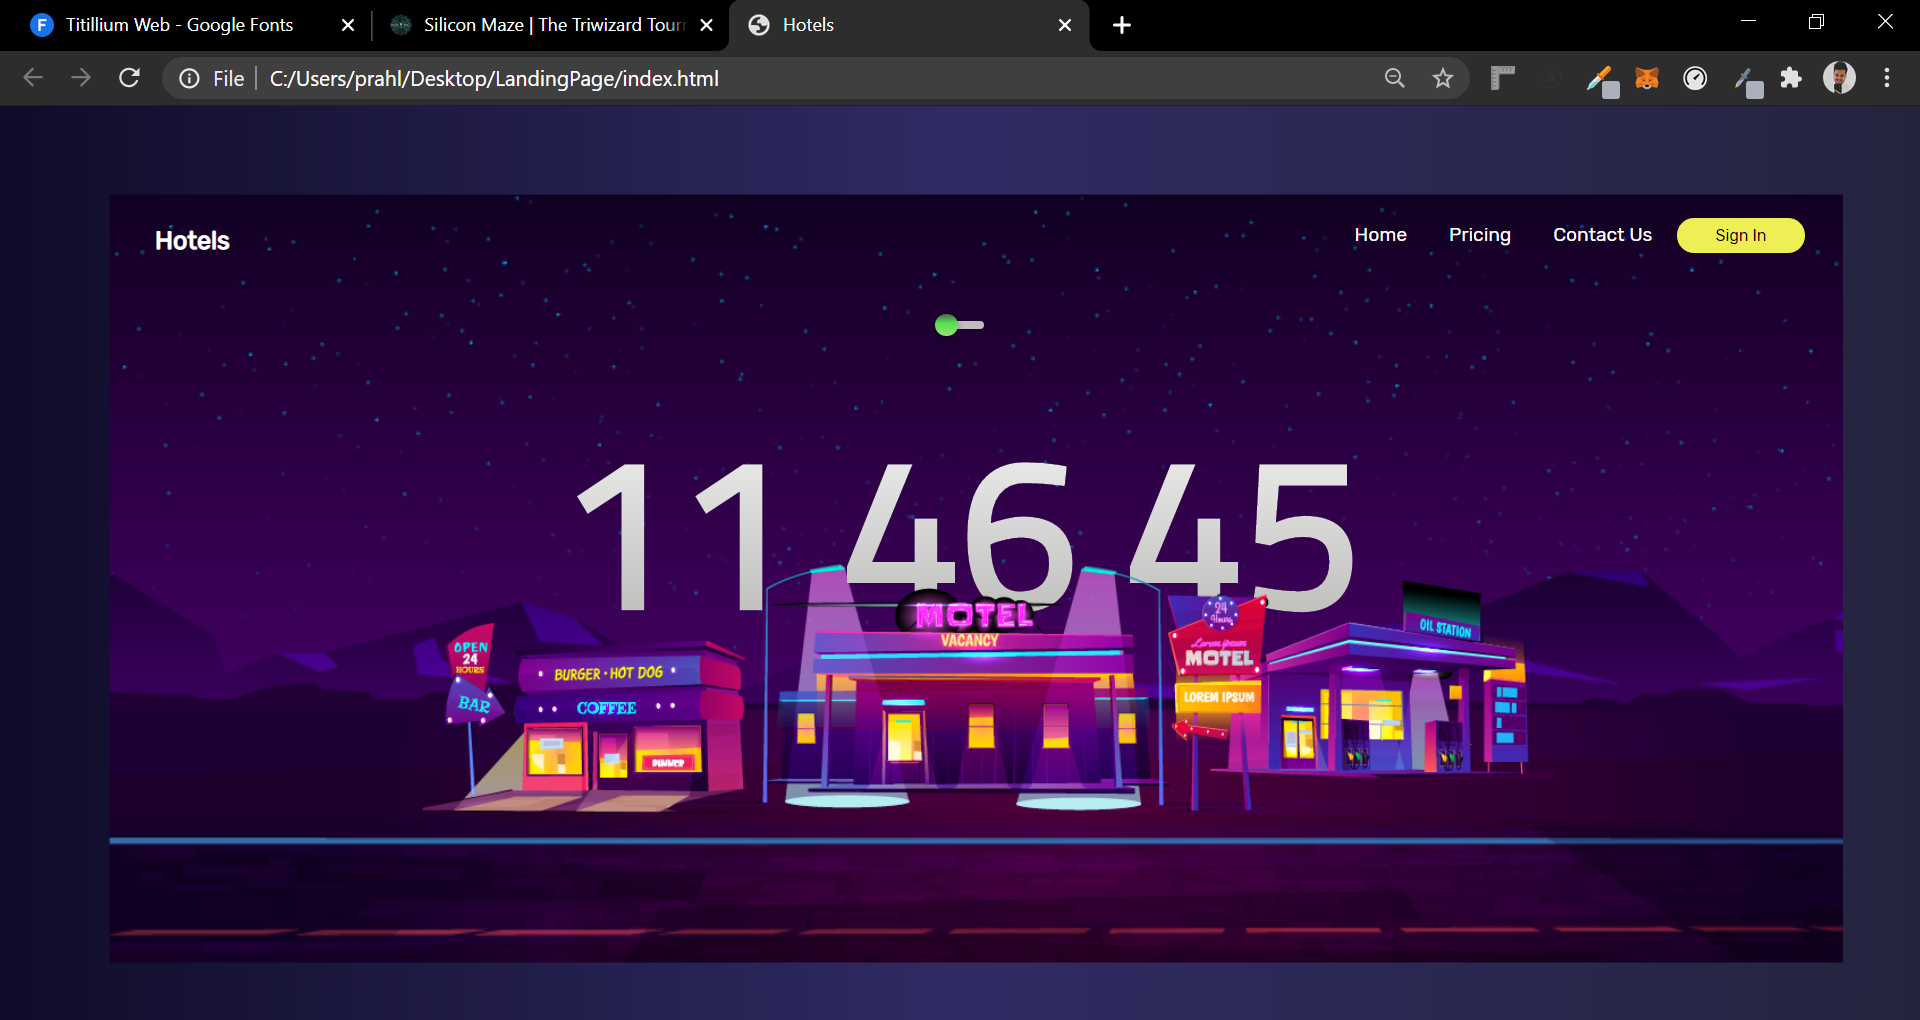 Titillium Web - Google Fonts
Silicon Maze | The Triwizard Tour
Hotels
File
C:/Users/prahl/Desktop/LandingPage/index.html
Hotels
Home
Pricing
Contact Us
Sign In
11 46 45
MOTEL
VACANCY
OPEN
24
HOURS
BAR
BURGER · HOT DOG
COFFEE
DINNER
24
Hours
Lorem ipsum
MOTEL
LOREM IPSUM
OIL STATION